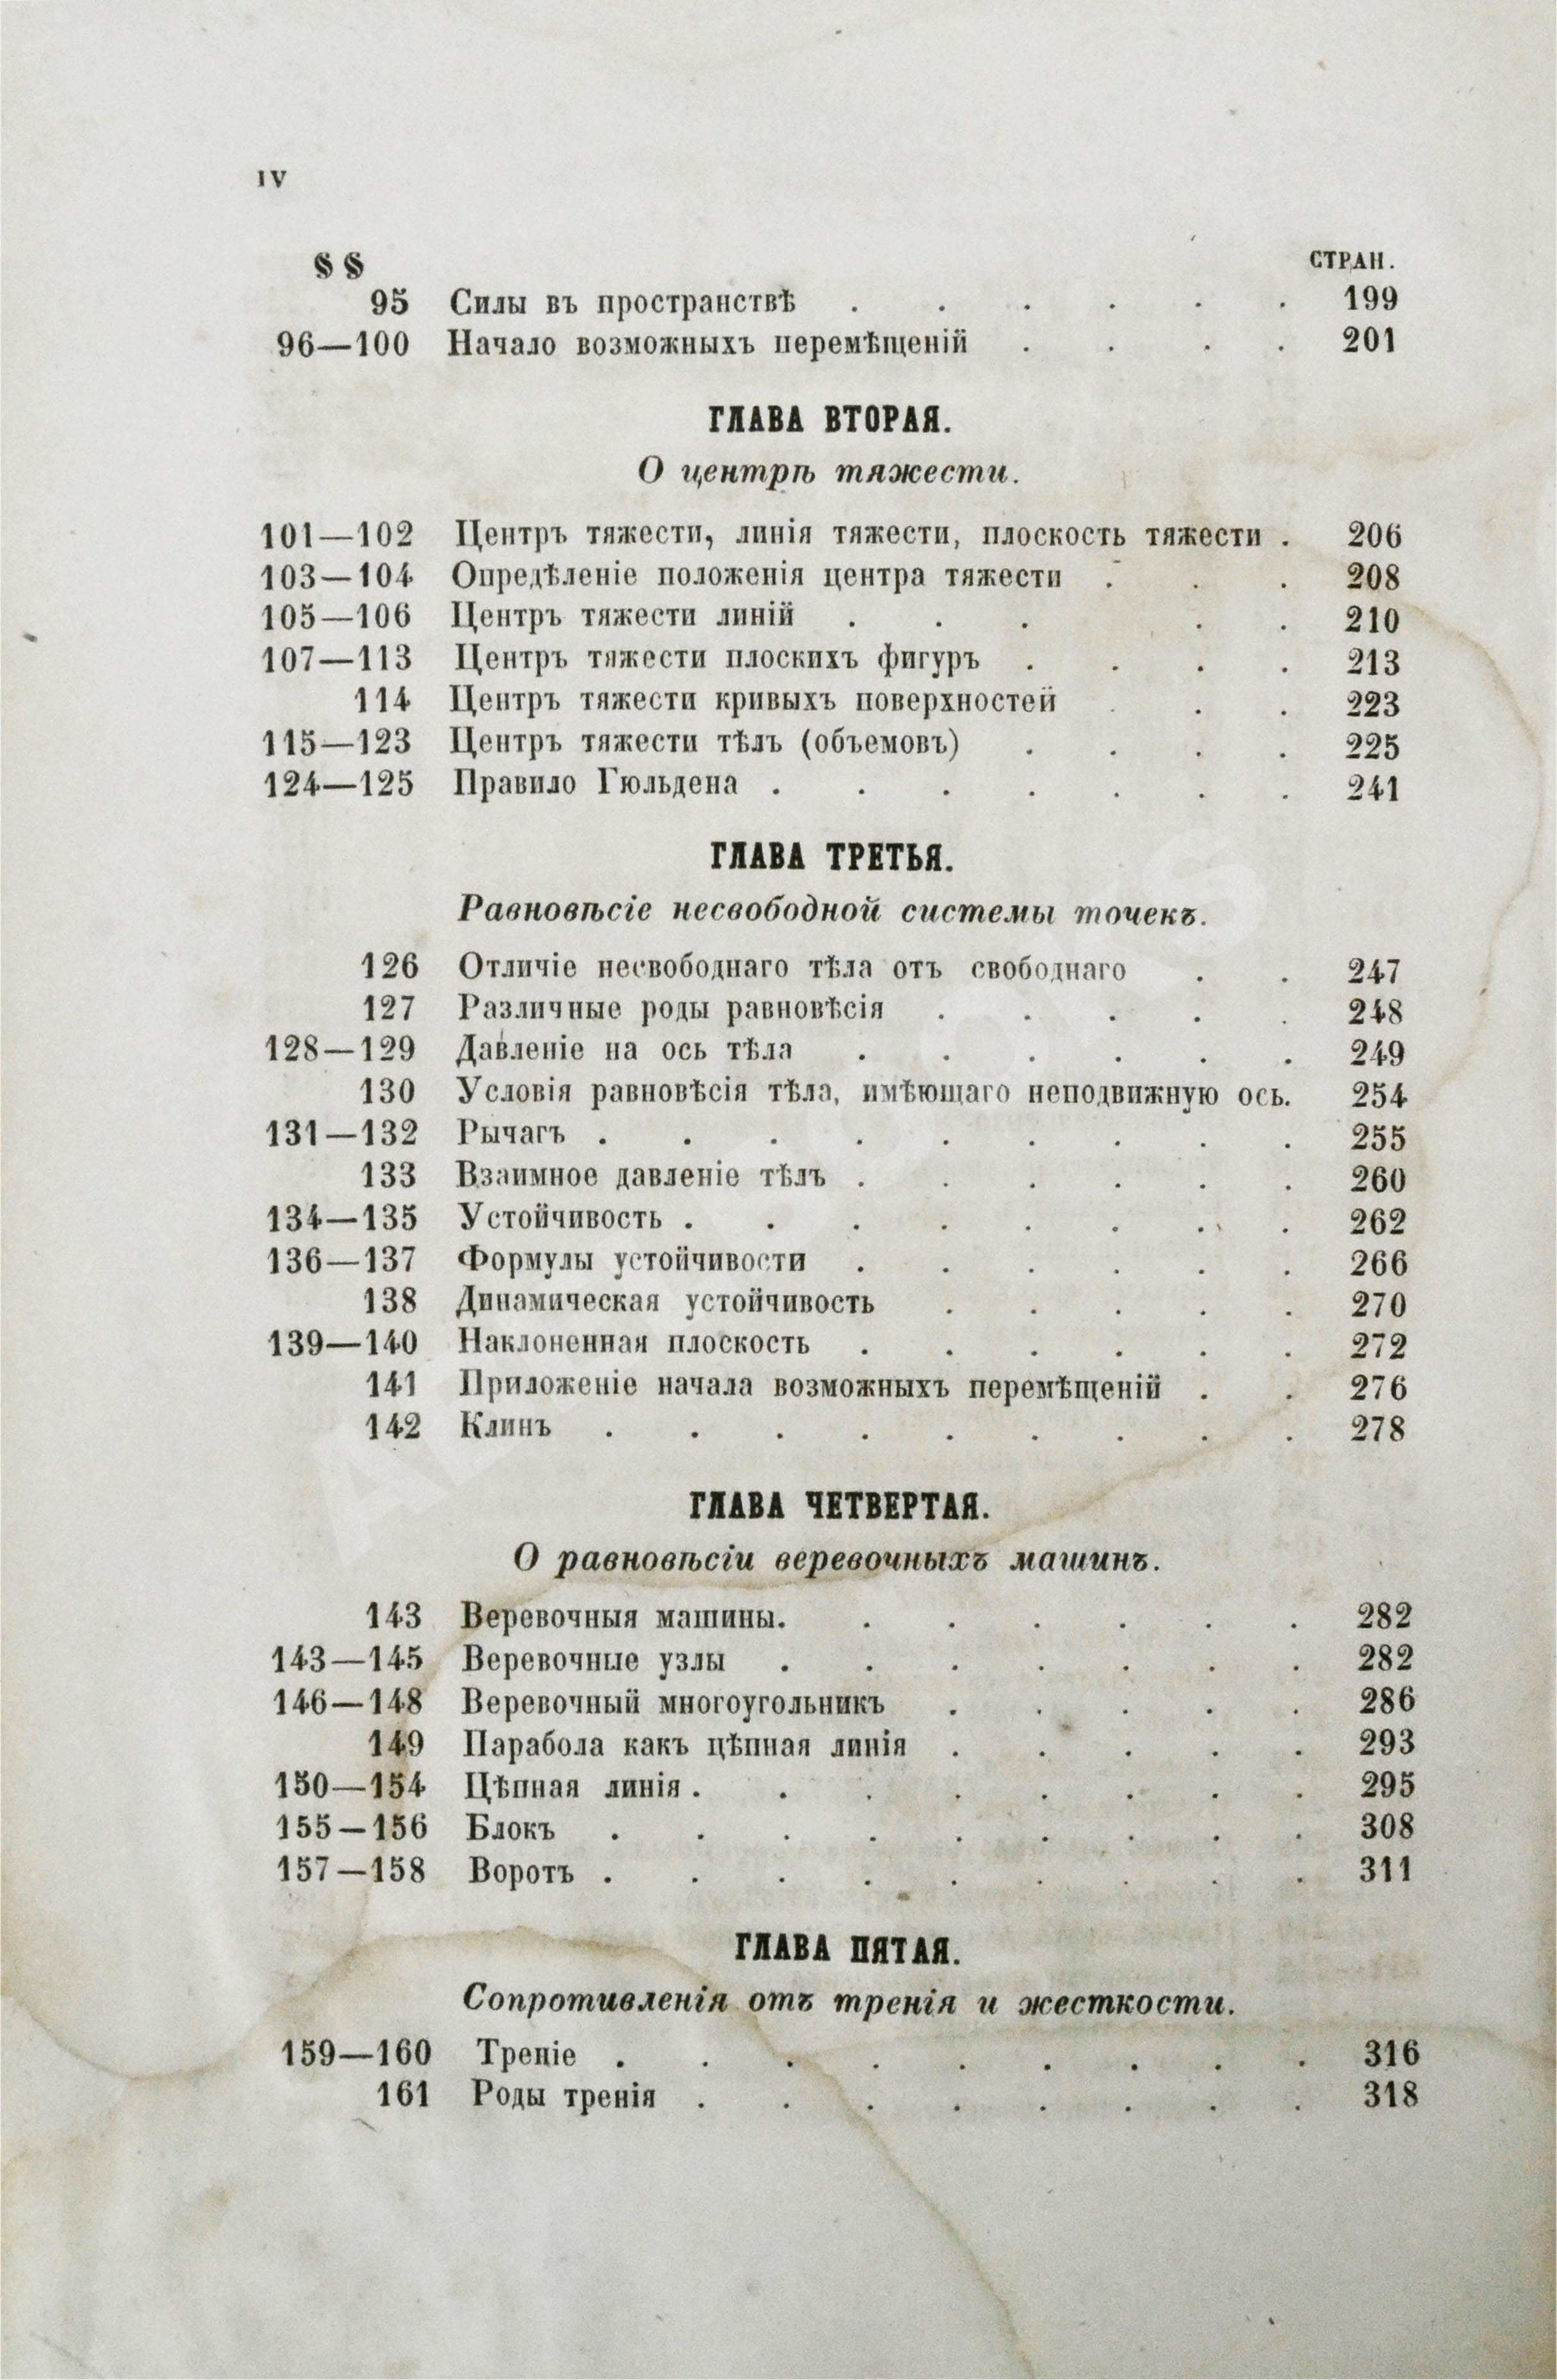 IV
§§ СТРАН.
95 Силы въ пространствѣ . . . . . . 199
96—100 Начало возможныхъ перемѣщеній . . . . 201
ГЛАВА ВТОРАЯ.
О центрѣ тяжести.
101—102 Центръ тяжести, линія тяжести, плоскость тяжести . 206
103—104 Опредѣленіе положенія центра тяжести . . . 208
105—106 Центръ тяжести линій . . . . . 210
107—113 Центръ тяжести плоскихъ фигуръ . . . . 213
114 Центръ тяжести кривыхъ поверхностей . . . 223
115—123 Центръ тяжести тѣлъ (объемовъ) . . . . 225
124—125 Правило Гюльдена . . . . . . . 241
ГЛАВА ТРЕТЬЯ.
Равновѣсіе несвободной системы точекъ.
126 Отличіе несвободнаго тѣла отъ свободнаго . . 247
127 Различные роды равновѣсія . . . . . 248
128—129 Давленіе на ось тѣла . . . . . . 249
130 Условія равновѣсія тѣла, имѣющаго неподвижную ось. 254
131—132 Рычагъ . . . . . . . . . 255
133 Взаимное давленіе тѣлъ . . . . . . 260
134—135 Устойчивость . . . . . . . . 262
136—137 Формулы устойчивости . . . . . . 266
138 Динамическая устойчивость . . . . . 270
139—140 Наклоненная плоскость . . . . . . 272
141 Приложеніе начала возможныхъ перемѣщеній . . 276
142 Клинъ . . . . . . . . . 278
ГЛАВА ЧЕТВЕРТАЯ.
О равновѣсіи веревочныхъ машинъ.
143 Веревочныя машины. . . . . . . 282
143—145 Веревочные узлы . . . . . . . 282
146—148 Веревочный многоугольникъ . . . . . 286
149 Парабола какъ цѣпная линія . . . . . 293
150—154 Цѣпная линія . . . . . . . . 295
155—156 Блокъ . . . . . . . . . 308
157—158 Воротъ . . . . . . . . . 311
ГЛАВА ПЯТАЯ.
Сопротивленія отъ тренія и жесткости.
159—160 Треніе . . . . . . . . . 316
161 Роды тренія . . . . . . . . 318